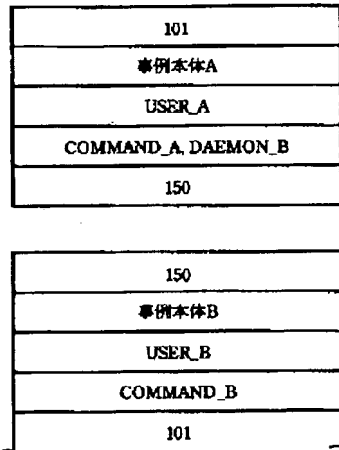 101
事例本体A
USER_A
COMMAND_A, DAEMON_B
150
150
事例本体B
USER_B
COMMAND_B
101